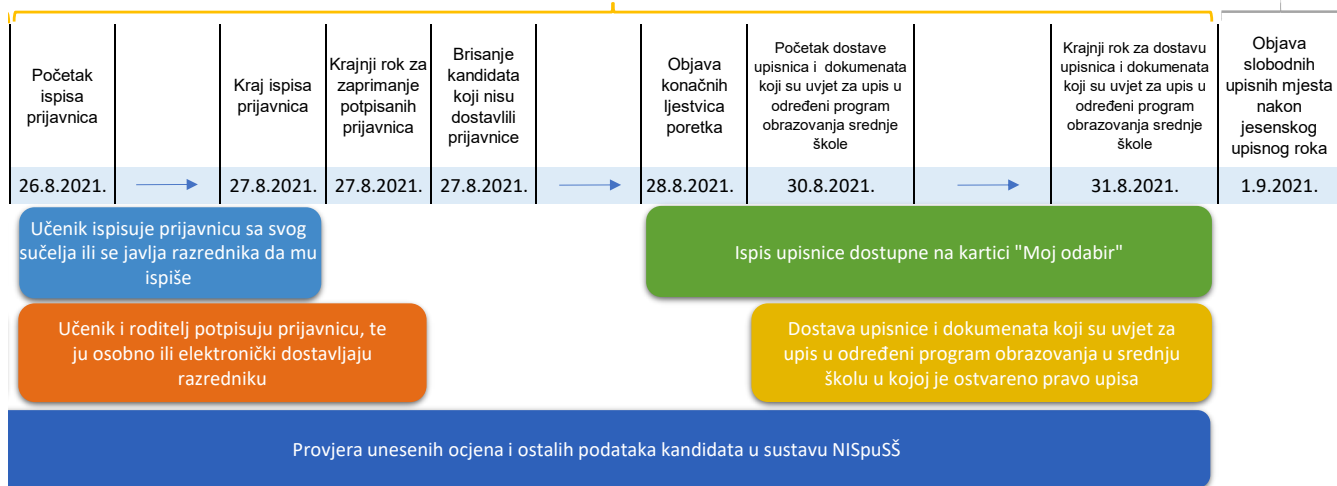 Početak
ispisa
prijavnica
Kraj ispisa
prijavnica
Krajnji rok za
zaprimanje
potpisanih
prijavnica
Brisanje
kandidata
koji nisu
dostavlili
prijavnice
Objava
konačnih
ljestvica
poretka
Početak dostave
upisnica i dokumenata
koji su uvjet za upis u
određeni program
obrazovanja srednje
škole
Krajnji rok za dostavu
upisnica i dokumenata
koji su uvjet za upis u
određeni program
obrazovanja srednje
škole
Objava
slobodnih
upisnih mjesta
nakon
jesenskog
upisnog roka
26.8.2021.
27.8.2021.
27.8.2021.
27.8.2021.
28.8.2021.
30.8.2021.
31.8.2021.
1.9.2021.
Učenik ispisuje prijavnicu sa svog
sučelja ili se javlja razrednika da mu
ispiše
Ispis upisnice dostupne na kartici "Moj odabir"
Učenik i roditelj potpisuju prijavnicu, te
ju osobno ili elektronički dostavljaju
razredniku
Dostava upisnice i dokumenata koji su uvjet za
upis u određeni program obrazovanja u srednju
školu u kojoj je ostvareno pravo upisa
Provjera unesenih ocjena i ostalih podataka kandidata u sustavu NISpuSŠ